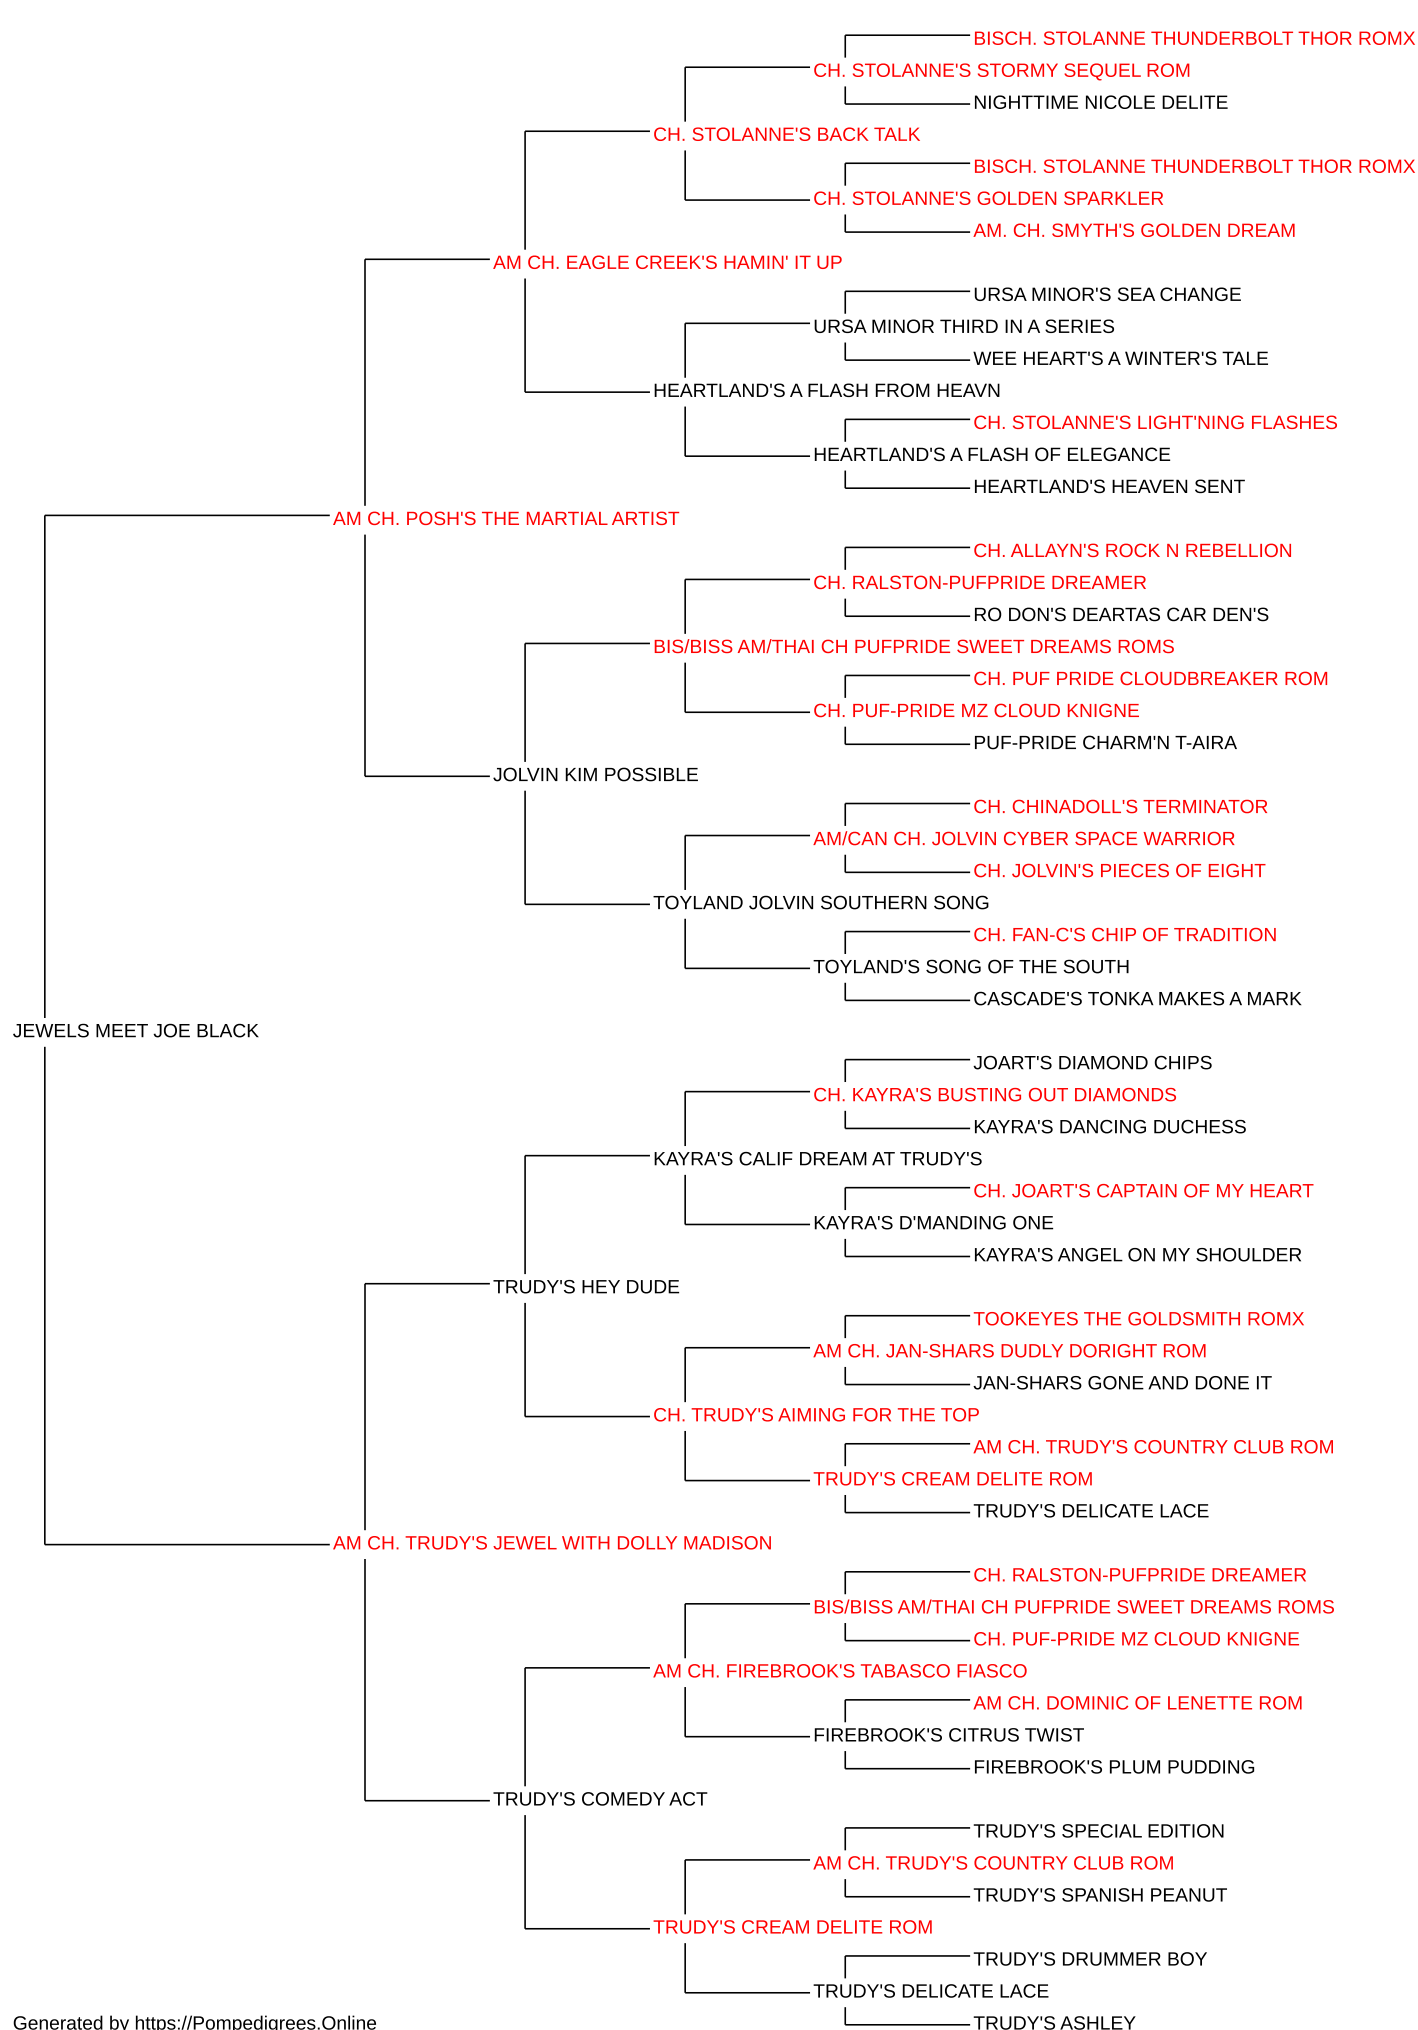 BISCH. STOLANNE THUNDERBOLT THOR ROMX
CH. STOLANNE'S STORMY SEQUEL ROM
NIGHTTIME NICOLE DELITE
CH. STOLANNE'S BACK TALK
BISCH. STOLANNE THUNDERBOLT THOR ROMX
CH. STOLANNE'S GOLDEN SPARKLER
AM. CH. SMYTH'S GOLDEN DREAM
AM CH. EAGLE CREEK'S HAMIN' IT UP
URSA MINOR'S SEA CHANGE
URSA MINOR THIRD IN A SERIES
WEE HEART'S A WINTER'S TALE
HEARTLAND'S A FLASH FROM HEAVN
CH. STOLANNE'S LIGHT'NING FLASHES
HEARTLAND'S A FLASH OF ELEGANCE
HEARTLAND'S HEAVEN SENT
AM CH. POSH'S THE MARTIAL ARTIST
CH. ALLAYN'S ROCK N REBELLION
CH. RALSTON-PUFPRIDE DREAMER
RO DON'S DEARTAS CAR DEN'S
BIS/BISS AM/THAI CH PUFPRIDE SWEET DREAMS ROMS
CH. PUF PRIDE CLOUDBREAKER ROM
CH. PUF-PRIDE MZ CLOUD KNIGNE
PUF-PRIDE CHARM'N T-AIRA
JOLVIN KIM POSSIBLE
CH. CHINADOLL'S TERMINATOR
AM/CAN CH. JOLVIN CYBER SPACE WARRIOR
CH. JOLVIN'S PIECES OF EIGHT
TOYLAND JOLVIN SOUTHERN SONG
CH. FAN-C'S CHIP OF TRADITION
TOYLAND'S SONG OF THE SOUTH
CASCADE'S TONKA MAKES A MARK
JEWELS MEET JOE BLACK
JOART'S DIAMOND CHIPS
CH. KAYRA'S BUSTING OUT DIAMONDS
KAYRA'S DANCING DUCHESS
KAYRA'S CALIF DREAM AT TRUDY'S
CH. JOART'S CAPTAIN OF MY HEART
KAYRA'S D'MANDING ONE
KAYRA'S ANGEL ON MY SHOULDER
TRUDY'S HEY DUDE
TOOKEYES THE GOLDSMITH ROMX
AM CH. JAN-SHARS DUDLY DORIGHT ROM
JAN-SHARS GONE AND DONE IT
CH. TRUDY'S AIMING FOR THE TOP
AM CH. TRUDY'S COUNTRY CLUB ROM
TRUDY'S CREAM DELITE ROM
TRUDY'S DELICATE LACE
AM CH. TRUDY'S JEWEL WITH DOLLY MADISON
CH. RALSTON-PUFPRIDE DREAMER
BIS/BISS AM/THAI CH PUFPRIDE SWEET DREAMS ROMS
CH. PUF-PRIDE MZ CLOUD KNIGNE
AM CH. FIREBROOK'S TABASCO FIASCO
AM CH. DOMINIC OF LENETTE ROM
FIREBROOK'S CITRUS TWIST
FIREBROOK'S PLUM PUDDING
TRUDY'S COMEDY ACT
TRUDY'S SPECIAL EDITION
AM CH. TRUDY'S COUNTRY CLUB ROM
TRUDY'S SPANISH PEANUT
TRUDY'S CREAM DELITE ROM
TRUDY'S DRUMMER BOY
TRUDY'S DELICATE LACE
TRUDY'S ASHLEY
Generated by https://Pompedigrees.Online